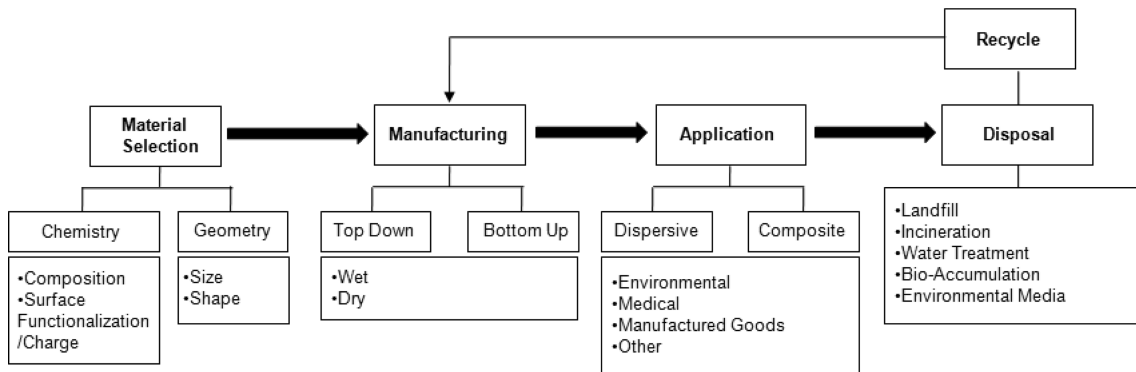 Recycle
Material
Selection
Manufacturing
Application
Disposal
Chemistry
Geometry
Top Down
Bottom Up
Dispersive
Composite
•Composition
•Surface
Functionalization
/Charge
•Size
•Shape
•Wet
•Dry
•Environmental
•Medical
•Manufactured Goods
•Other
•Landfill
•Incineration
•Water Treatment
•Bio-Accumulation
•Environmental Media